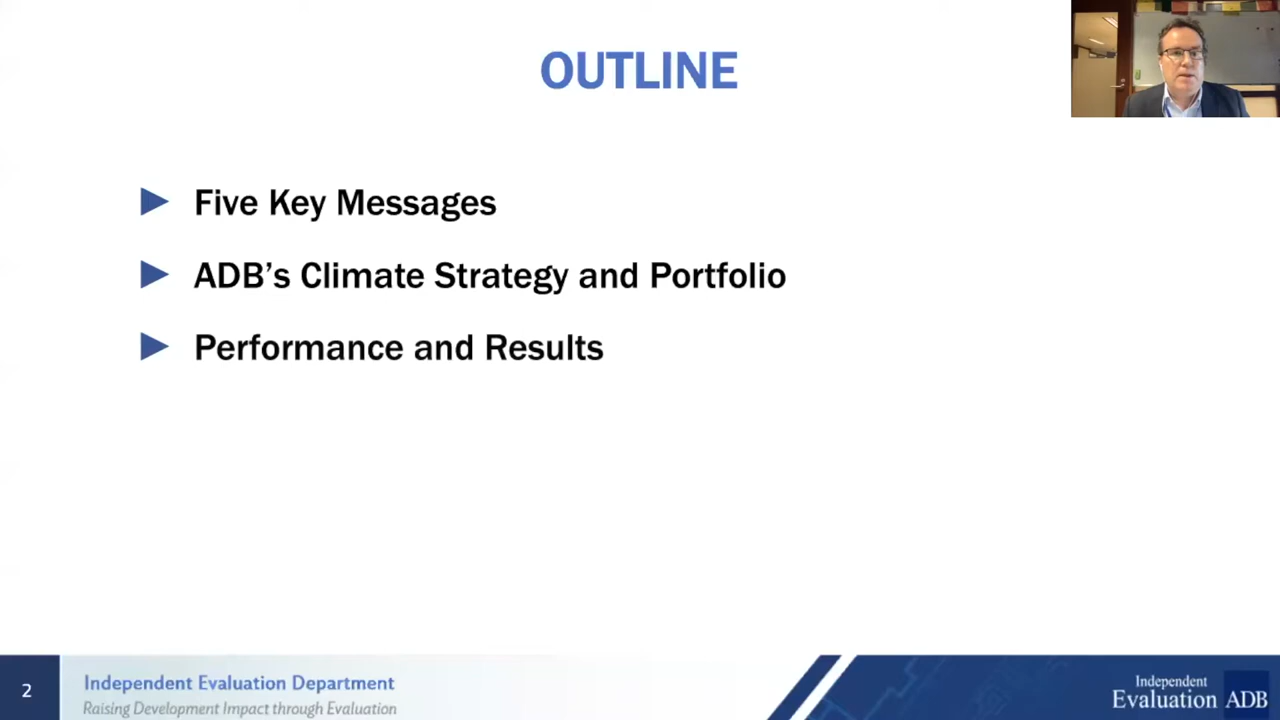 OUTLINE
Five Key Messages
ADB’s Climate Strategy and Portfolio
Performance and Results
2
Independent Evaluation Department
Raising Development Impact through Evaluation
Independent
Evaluation ADB